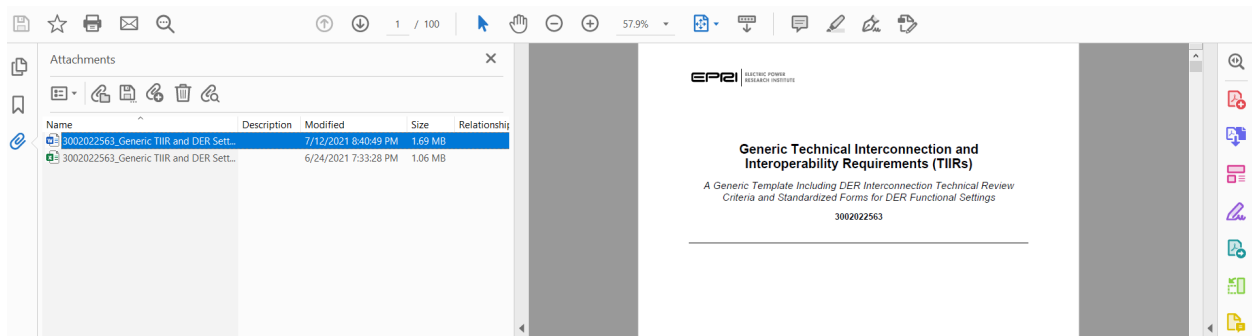 1 / 100
57.9%
Attachments
Name Description Modified Size Relationship
3002022563_Generic TIIR and DER Sett... 7/12/2021 8:40:49 PM 1.69 MB
3002022563_Generic TIIR and DER Sett... 6/24/2021 7:33:28 PM 1.06 MB
EPRI ELECTRIC POWER
RESEARCH INSTITUTE
Generic Technical Interconnection and
Interoperability Requirements (TIIRs)
A Generic Template Including DER Interconnection Technical Review
Criteria and Standardized Forms for DER Functional Settings
3002022563